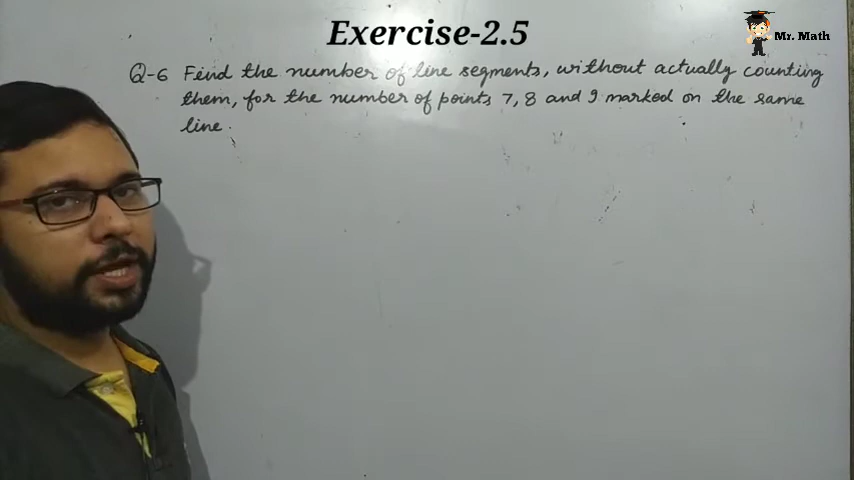 Exercise-2.5
Mr. Math
Q-6 Find the number of line segments, without actually counting
them, for the number of points 7, 8 and 9 marked on the same
line.